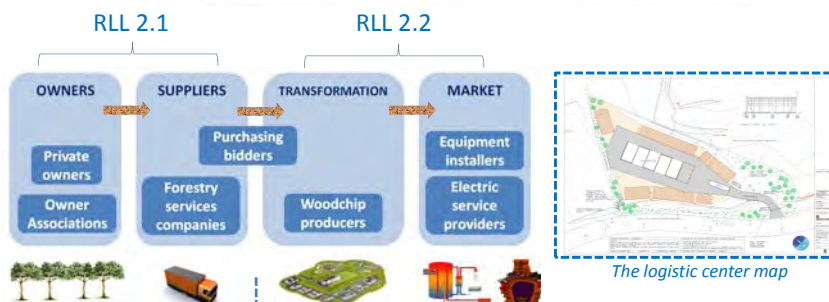 RLL 2.1
RLL 2.2
OWNERS
SUPPLIERS
TRANSFORMATION
MARKET
Private
owners
Owner
Associations
Purchasing
bidders
Forestry
services
companies
Woodchip
producers
Equipment
installers
Electric
service
providers
The logistic center map